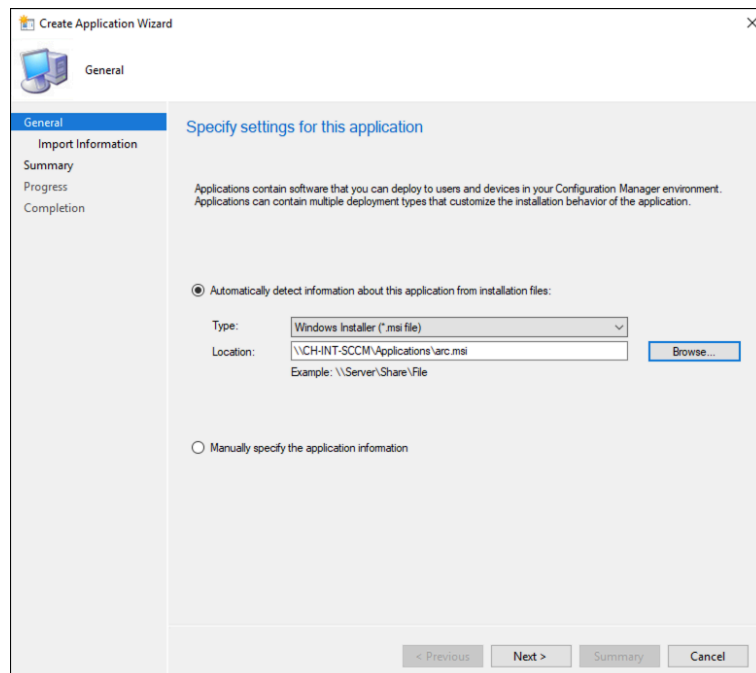 Create Application Wizard
General
General
Import Information
Summary
Progress
Completion
Specify settings for this application
Applications contain software that you can deploy to users and devices in your Configuration Manager environment.
Applications can contain multiple deployment types that customize the installation behavior of the application.
Automatically detect information about this application from installation files:
Type: Windows Installer (*.msi file)
Location: \\CH-INT-SCCM\Applications\arc.msi Browse...
Example: \\Server\Share\File
Manually specify the application information
< Previous Next > Summary Cancel